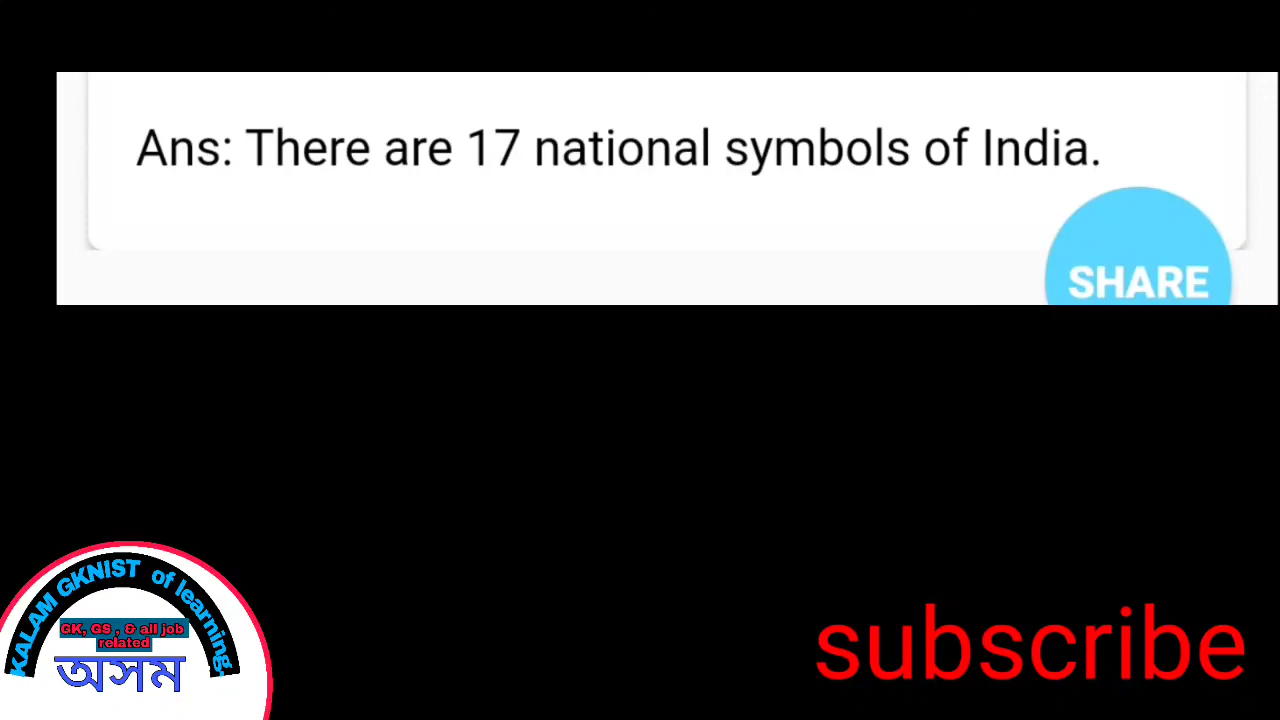 Ans: There are 17 national symbols of India.
SHARE
KALAM GKNIST of learning.
GK, GS , & all job
related
অসম
subscribe